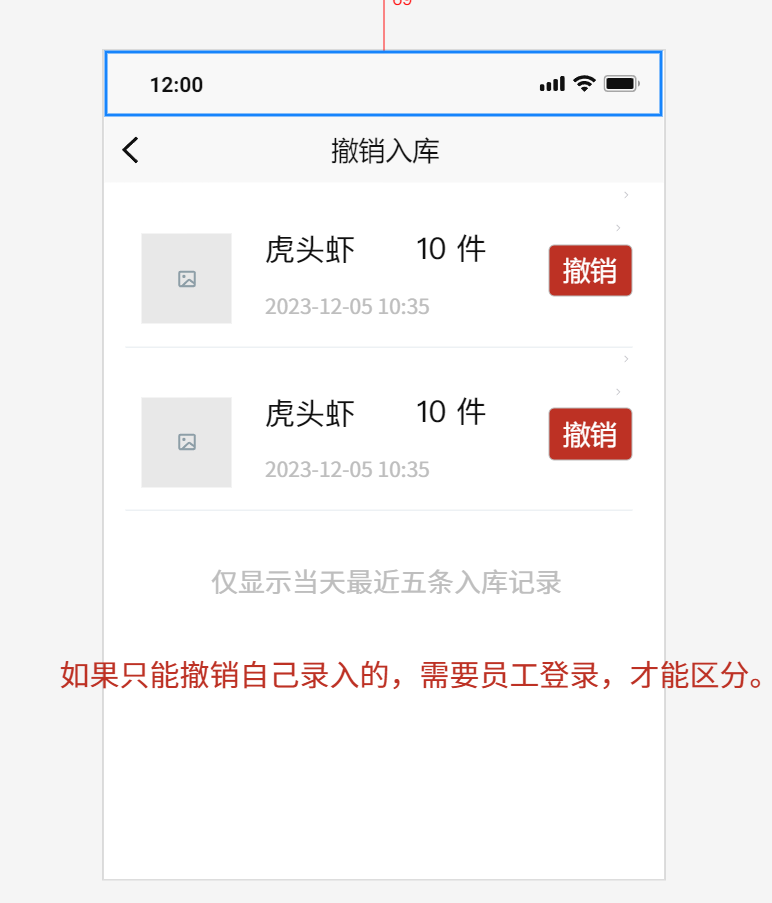 12:00
撤销入库
虎头虾 10 件
撤销
2023-12-05 10:35
虎头虾 10 件
撤销
2023-12-05 10:35
仅显示当天最近五条入库记录
如果只能撤销自己录入的，需要员工登录，才能区分。